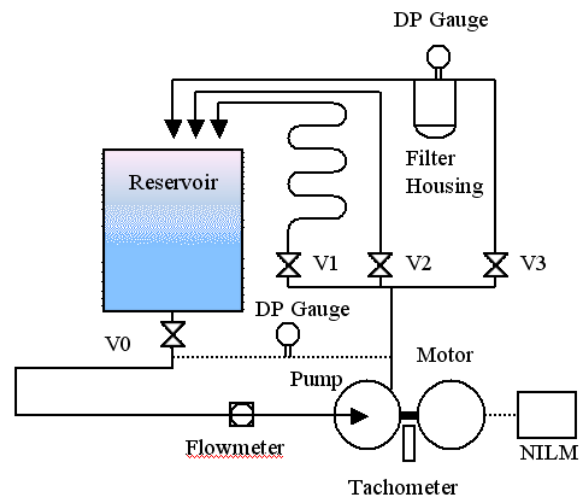 DP Gauge
Reservoir
Filter
Housing
V1
V2
V3
DP Gauge
V0
Motor
Pump
Flowmeter
NILM
Tachometer